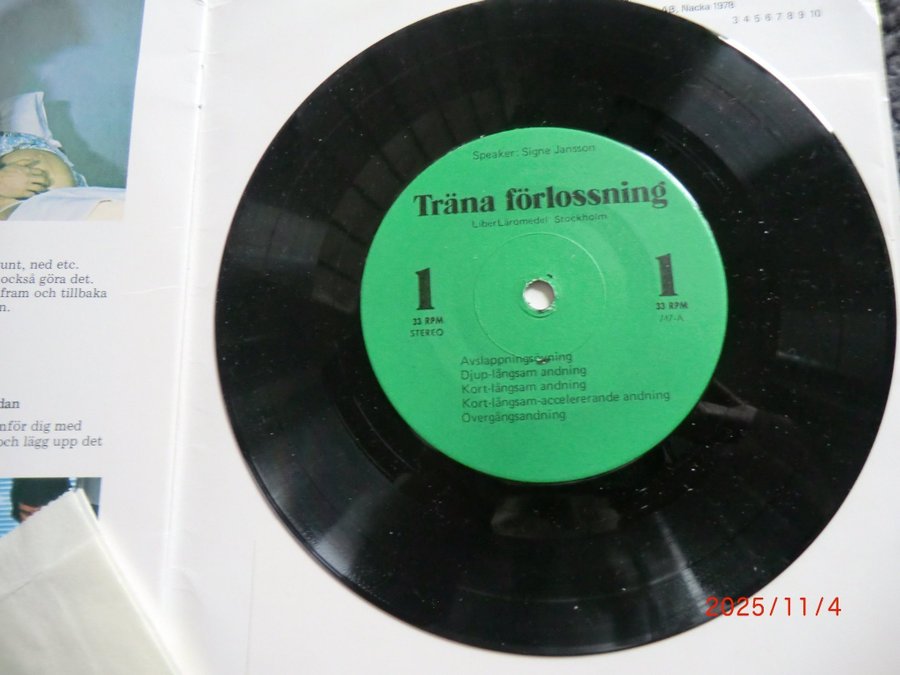 unt, ned etc.
också göra det.
fram och tillbaka
n.
dan
nför dig med
och lägg upp det
Nacka 1978
3 4 5 6 7 8 9 10
Speaker: Signe Jansson
Träna förlossning
LiberLäromedel Stockholm
1
33 RPM
STEREO
1
33 RPM
747-A
Avslappningsövning
Djup-långsam andning
Kort-långsam andning
Kort-långsam-accelererande andning
Övergångsandning
2025/11/4